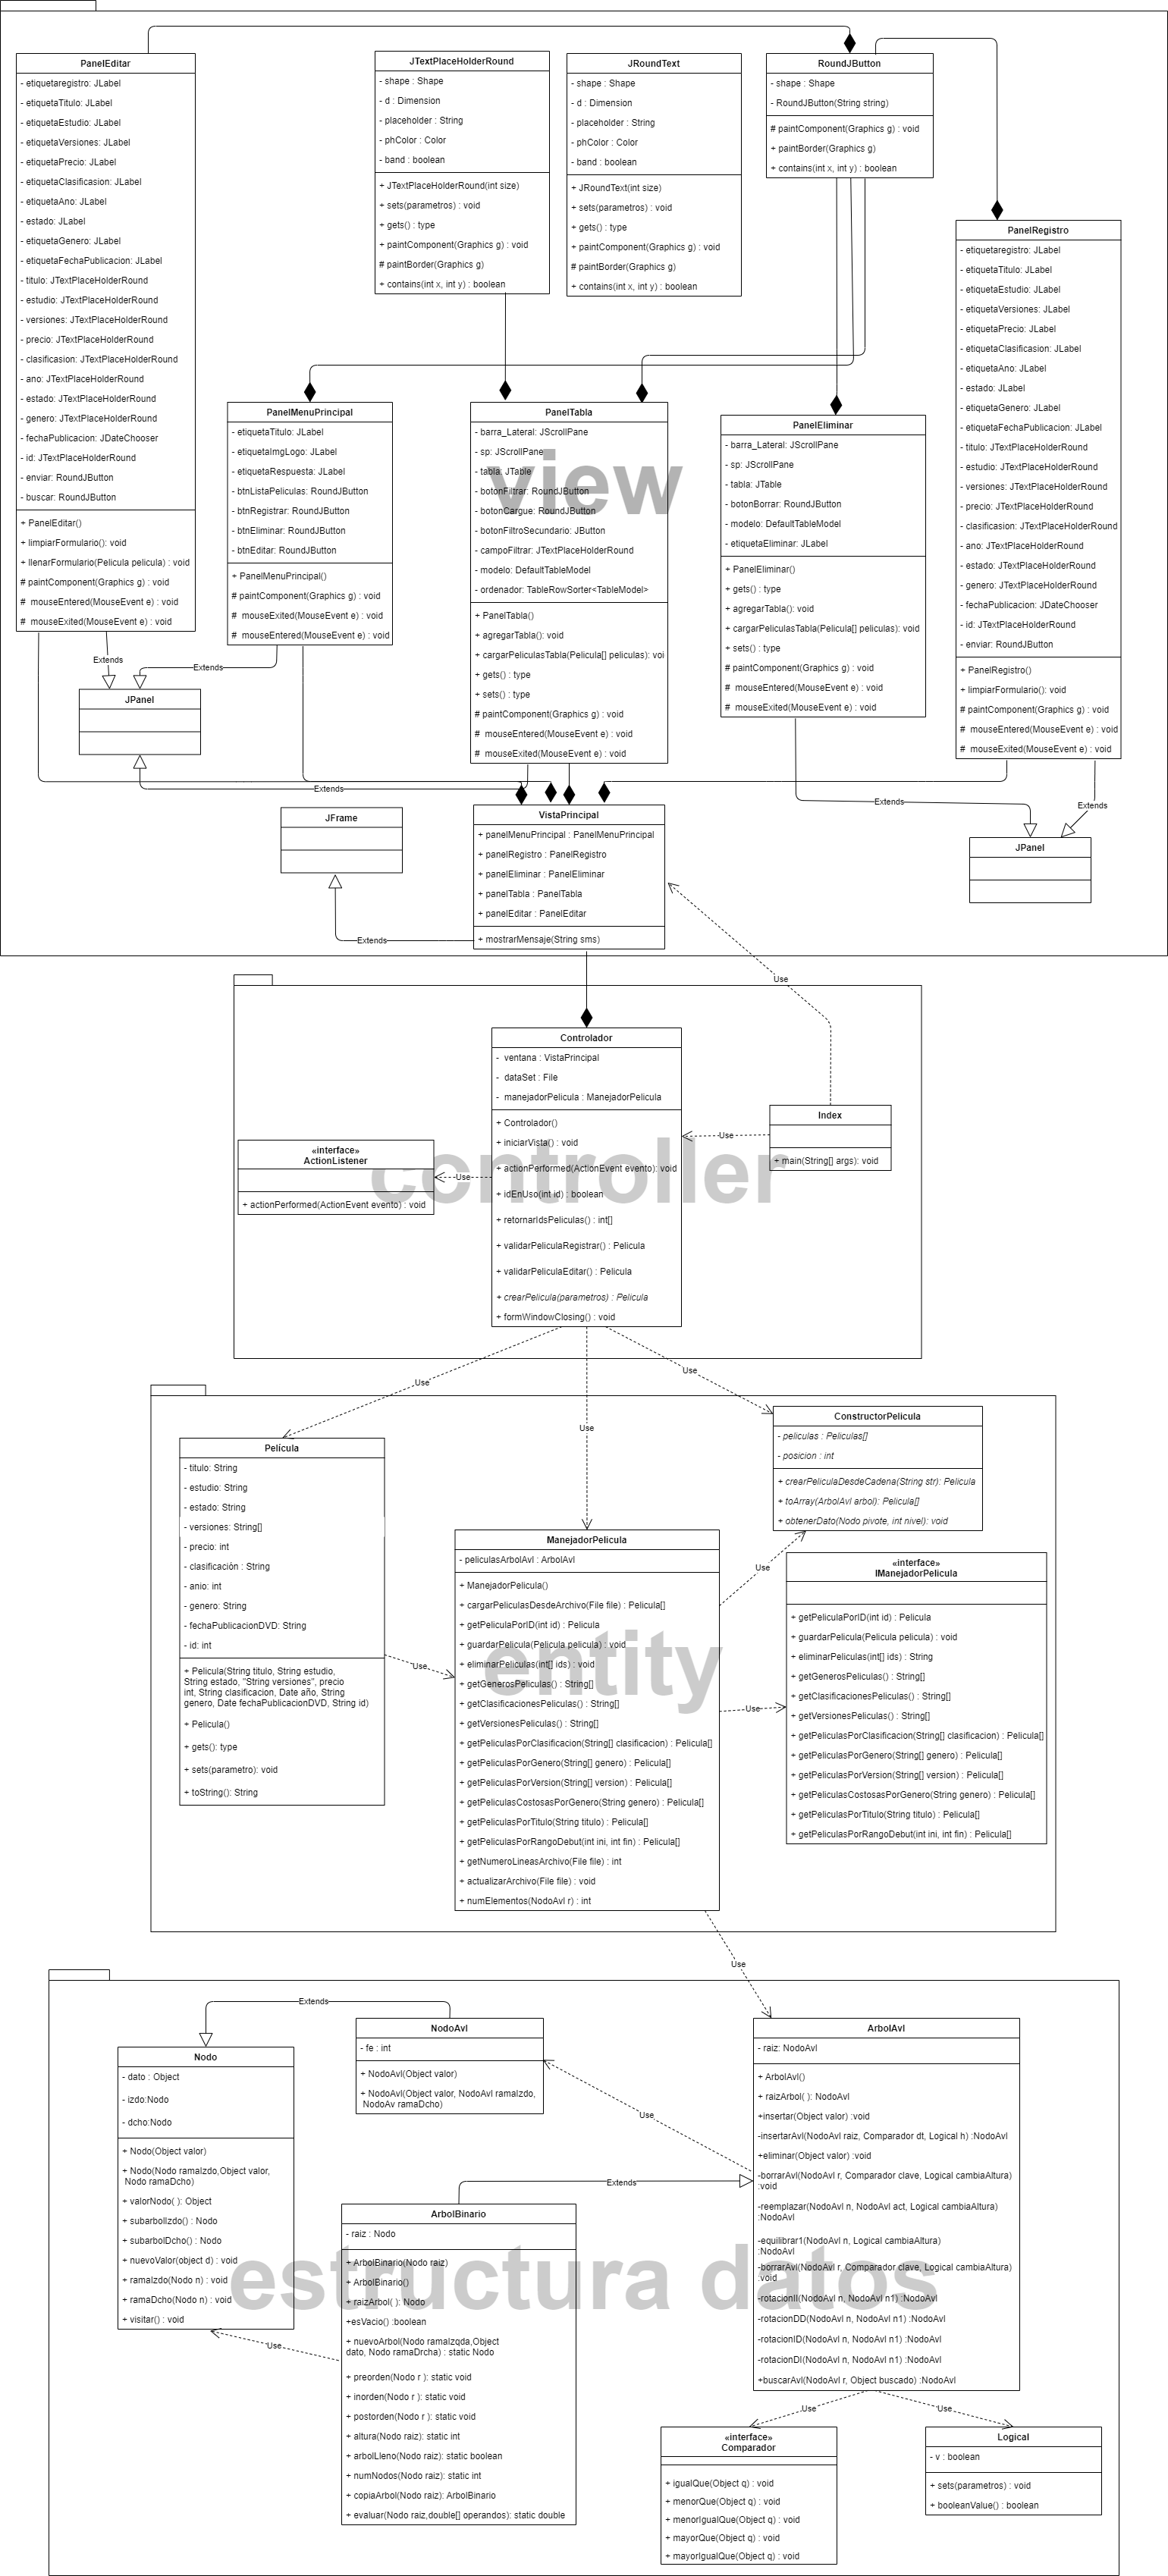 view
PanelEditar
- etiquetaregistro: JLabel
- etiquetaTitulo: JLabel
- etiquetaEstudio: JLabel
- etiquetaVersiones: JLabel
- etiquetaPrecio: JLabel
- etiquetaClasificasion: JLabel
- etiquetaAno: JLabel
- estado: JLabel
- etiquetaGenero: JLabel
- etiquetaFechaPublicacion: JLabel
- titulo: JTextPlaceHolderRound
- estudio: JTextPlaceHolderRound
- versiones: JTextPlaceHolderRound
- precio: JTextPlaceHolderRound
- clasificasion: JTextPlaceHolderRound
- ano: JTextPlaceHolderRound
- estado: JTextPlaceHolderRound
- genero: JTextPlaceHolderRound
- fechaPublicacion: JDateChooser
- id: JTextPlaceHolderRound
- enviar: RoundJButton
- buscar: RoundJButton
+ PanelEditar()
+ limpiarFormulario(): void
+ llenarFormulario(Pelicula pelicula) : void
# paintComponent(Graphics g) : void
# mouseEntered(MouseEvent e) : void
# mouseExited(MouseEvent e) : void
JTextPlaceHolderRound
- shape : Shape
- d : Dimension
- placeholder : String
- phColor : Color
- band : boolean
+ JTextPlaceHolderRound(int size)
+ sets(parametros) : void
+ gets() : type
+ paintComponent(Graphics g) : void
# paintBorder(Graphics g)
+ contains(int x, int y) : boolean
JRoundText
- shape : Shape
- d : Dimension
- placeholder : String
- phColor : Color
- band : boolean
+ JRoundText(int size)
+ sets(parametros) : void
+ gets() : type
+ paintComponent(Graphics g) : void
# paintBorder(Graphics g)
+ contains(int x, int y) : boolean
RoundJButton
- shape : Shape
- RoundJButton(String string)
# paintComponent(Graphics g) : void
+ paintBorder(Graphics g)
+ contains(int x, int y) : boolean
PanelRegistro
- etiquetaregistro: JLabel
- etiquetaTitulo: JLabel
- etiquetaEstudio: JLabel
- etiquetaVersiones: JLabel
- etiquetaPrecio: JLabel
- etiquetaClasificasion: JLabel
- etiquetaAno: JLabel
- estado: JLabel
- etiquetaGenero: JLabel
- etiquetaFechaPublicacion: JLabel
- titulo: JTextPlaceHolderRound
- estudio: JTextPlaceHolderRound
- versiones: JTextPlaceHolderRound
- precio: JTextPlaceHolderRound
- clasificasion: JTextPlaceHolderRound
- ano: JTextPlaceHolderRound
- estado: JTextPlaceHolderRound
- genero: JTextPlaceHolderRound
- fechaPublicacion: JDateChooser
- id: JTextPlaceHolderRound
- enviar: RoundJButton
+ PanelRegistro()
+ limpiarFormulario(): void
# paintComponent(Graphics g) : void
# mouseEntered(MouseEvent e) : void
# mouseExited(MouseEvent e) : void
PanelMenuPrincipal
- etiquetaTitulo: JLabel
- etiquetaImgLogo: JLabel
- etiquetaRespuesta: JLabel
- btnListaPeliculas: RoundJButton
- btnRegistrar: RoundJButton
- btnEliminar: RoundJButton
- btnEditar: RoundJButton
+ PanelMenuPrincipal()
# paintComponent(Graphics g) : void
# mouseExited(MouseEvent e) : void
# mouseEntered(MouseEvent e) : void
PanelTabla
- barra_Lateral: JScrollPane
- sp: JScrollPane
- tabla: JTable
- botonFiltrar: RoundJButton
- botonCargue: RoundJButton
- botonFiltroSecundario: JButton
- campoFiltrar: JTextPlaceHolderRound
- modelo: DefaultTableModel
- ordenador: TableRowSorter<TableModel>
+ PanelTabla()
+ agregarTabla(): void
+ cargarPeliculasTabla(Pelicula[] peliculas): voi
+ gets() : type
+ sets() : type
# paintComponent(Graphics g) : void
# mouseEntered(MouseEvent e) : void
# mouseExited(MouseEvent e) : void
PanelEliminar
- barra_Lateral: JScrollPane
- sp: JScrollPane
- tabla: JTable
- botonBorrar: RoundJButton
- modelo: DefaultTableModel
- etiquetaEliminar: JLabel
+ PanelEliminar()
+ gets() : type
+ agregarTabla(): void
+ cargarPeliculasTabla(Pelicula[] peliculas): void
+ sets() : type
# paintComponent(Graphics g) : void
# mouseEntered(MouseEvent e) : void
# mouseExited(MouseEvent e) : void
Extends
Extends
JPanel
Extends
Extends
Extends
JPanel
JFrame
Extends
VistaPrincipal
+ panelMenuPrincipal : PanelMenuPrincipal
+ panelRegistro : PanelRegistro
+ panelEliminar : PanelEliminar
+ panelTabla : PanelTabla
+ panelEditar : PanelEditar
+ mostrarMensaje(String sms)
Use
controller
Controlador
- ventana : VistaPrincipal
- dataSet : File
- manejadorPelicula : ManejadorPelicula
+ Controlador()
+ iniciarVista() : void
+ actionPerformed(ActionEvent evento): void
+ idEnUso(int id) : boolean
+ retornarIdsPeliculas() : int[]
+ validarPeliculaRegistrar() : Pelicula
+ validarPeliculaEditar() : Pelicula
+ crearPelicula(parametros) : Pelicula
+ formWindowClosing() : void
Index
+ main(String[] args): void
Use
«interface»
ActionListener
+ actionPerformed(ActionEvent evento) : void
Use
Use
Use
Use
entity
Película
- titulo: String
- estudio: String
- estado: String
- versiones: String[]
- precio: int
- clasificación : String
- anio: int
- genero: String
- fechaPublicacionDVD: String
- id: int
+ Pelicula(String titulo, String estudio,
String estado, "String versiones", precio
int, String clasificacion, Date año, String
genero, Date fechaPublicacionDVD, String id)
+ Pelicula()
+ gets(): type
+ sets(parametro): void
+ toString(): String
Use
ManejadorPelicula
- peliculasArbolAvl : ArbolAvl
+ ManejadorPelicula()
+ cargarPeliculasDesdeArchivo(File file) : Pelicula[]
+ getPeliculaPorID(int id) : Pelicula
+ guardarPelicula(Pelicula pelicula) : void
+ eliminarPeliculas(int[] ids) : void
+ getGenerosPeliculas() : String[]
+ getClasificacionesPeliculas() : String[]
+ getVersionesPeliculas() : String[]
+ getPeliculasPorClasificacion(String[] clasificacion) : Pelicula[]
+ getPeliculasPorGenero(String[] genero) : Pelicula[]
+ getPeliculasPorVersion(String[] version) : Pelicula[]
+ getPeliculasCostosasPorGenero(String genero) : Pelicula[]
+ getPeliculasPorTitulo(String titulo) : Pelicula[]
+ getPeliculasPorRangoDebut(int ini, int fin) : Pelicula[]
+ getNumeroLineasArchivo(File file) : int
+ actualizarArchivo(File file) : void
+ numElementos(NodoAvl r) : int
Use
Use
ConstructorPelicula
- peliculas : Peliculas[]
- posicion : int
+ crearPeliculaDesdeCadena(String str): Pelicula
+ toArray(ArbolAvl arbol): Pelicula[]
+ obtenerDato(Nodo pivote, int nivel): void
«interface»
IManejadorPelicula
+ getPeliculaPorID(int id) : Pelicula
+ guardarPelicula(Pelicula pelicula) : void
+ eliminarPeliculas(int[] ids) : String
+ getGenerosPeliculas() : String[]
+ getClasificacionesPeliculas() : String[]
+ getVersionesPeliculas() : String[]
+ getPeliculasPorClasificacion(String[] clasificacion) : Pelicula[]
+ getPeliculasPorGenero(String[] genero) : Pelicula[]
+ getPeliculasPorVersion(String[] version) : Pelicula[]
+ getPeliculasCostosasPorGenero(String genero) : Pelicula[]
+ getPeliculasPorTitulo(String titulo) : Pelicula[]
+ getPeliculasPorRangoDebut(int ini, int fin) : Pelicula[]
Use
estructura datos
Extends
Nodo
- dato : Object
- izdo:Nodo
- dcho:Nodo
+ Nodo(Object valor)
+ Nodo(Nodo ramaIzdo,Object valor,
Nodo ramaDcho)
+ valorNodo( ): Object
+ subarbolIzdo() : Nodo
+ subarbolDcho() : Nodo
+ nuevoValor(object d) : void
+ ramaIzdo(Nodo n) : void
+ ramaDcho(Nodo n) : void
+ visitar() : void
Use
NodoAvl
- fe : int
+ NodoAvl(Object valor)
+ NodoAvl(Object valor, NodoAvl ramaIzdo,
NodoAv ramaDcho)
Use
Extends
ArbolBinario
- raiz : Nodo
+ ArbolBinario(Nodo raiz)
+ ArbolBinario()
+ raizArbol( ): Nodo
+esVacio() :boolean
+ nuevoArbol(Nodo ramaIzqda,Object
dato, Nodo ramaDrcha) : static Nodo
+ preorden(Nodo r ): static void
+ inorden(Nodo r ): static void
+ postorden(Nodo r ): static void
+ altura(Nodo raiz): static int
+ arbolLleno(Nodo raiz): static boolean
+ numNodos(Nodo raiz): static int
+ copiaArbol(Nodo raiz): ArbolBinario
+ evaluar(Nodo raiz,double[] operandos): static double
ArbolAvl
- raiz: NodoAvl
+ ArbolAvl()
+ raizArbol( ): NodoAvl
+insertar(Object valor) :void
-insertarAvl(NodoAvl raiz, Comparador dt, Logical h) :NodoAvl
+eliminar(Object valor) :void
-borrarAvl(NodoAvl r, Comparador clave, Logical cambiaAltura)
:void
-reemplazar(NodoAvl n, NodoAvl act, Logical cambiaAltura)
:NodoAvl
-equilibrar1(NodoAvl n, Logical cambiaAltura)
:NodoAvl
-borrarAvl(NodoAvl r, Comparador clave, Logical cambiaAltura)
:void
-rotacionII(NodoAvl n, NodoAvl n1) :NodoAvl
-rotacionDD(NodoAvl n, NodoAvl n1) :NodoAvl
-rotacionID(NodoAvl n, NodoAvl n1) :NodoAvl
-rotacionDI(NodoAvl n, NodoAvl n1) :NodoAvl
+buscarAvl(NodoAvl r, Object buscado) :NodoAvl
Use
Use
«interface»
Comparador
+ igualQue(Object q) : void
+ menorQue(Object q) : void
+ menorIgualQue(Object q) : void
+ mayorQue(Object q) : void
+ mayorIgualQue(Object q) : void
Logical
- v : boolean
+ sets(parametros) : void
+ booleanValue() : boolean